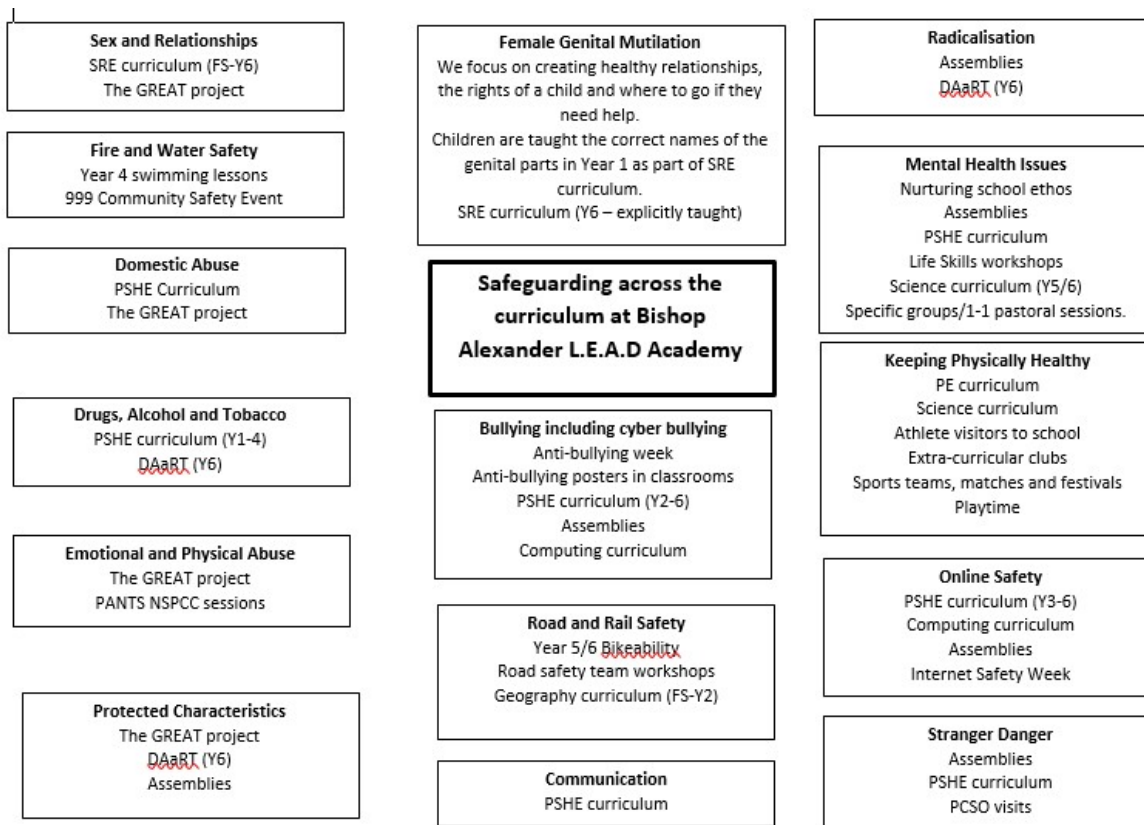 Sex and Relationships
SRE curriculum (FS-Y6)
The GREAT project
Fire and Water Safety
Year 4 swimming lessons
999 Community Safety Event
Domestic Abuse
PSHE Curriculum
The GREAT project
Drugs, Alcohol and Tobacco
PSHE curriculum (Y1-4)
DAaRT (Y6)
Emotional and Physical Abuse
The GREAT project
PANTS NSPCC sessions
Protected Characteristics
The GREAT project
DAaRT (Y6)
Assemblies
Female Genital Mutilation
We focus on creating healthy relationships,
the rights of a child and where to go if they
need help.
Children are taught the correct names of the
genital parts in Year 1 as part of SRE
curriculum.
SRE curriculum (Y6 – explicitly taught)
Safeguarding across the
curriculum at Bishop
Alexander L.E.A.D Academy
Bullying including cyber bullying
Anti-bullying week
Anti-bullying posters in classrooms
PSHE curriculum (Y2-6)
Assemblies
Computing curriculum
Road and Rail Safety
Year 5/6 Bikeability
Road safety team workshops
Geography curriculum (FS-Y2)
Communication
PSHE curriculum
Radicalisation
Assemblies
DAaRT (Y6)
Mental Health Issues
Nurturing school ethos
Assemblies
PSHE curriculum
Life Skills workshops
Science curriculum (Y5/6)
Specific groups/1-1 pastoral sessions.
Keeping Physically Healthy
PE curriculum
Science curriculum
Athlete visitors to school
Extra-curricular clubs
Sports teams, matches and festivals
Playtime
Online Safety
PSHE curriculum (Y3-6)
Computing curriculum
Assemblies
Internet Safety Week
Stranger Danger
Assemblies
PSHE curriculum
PCSO visits